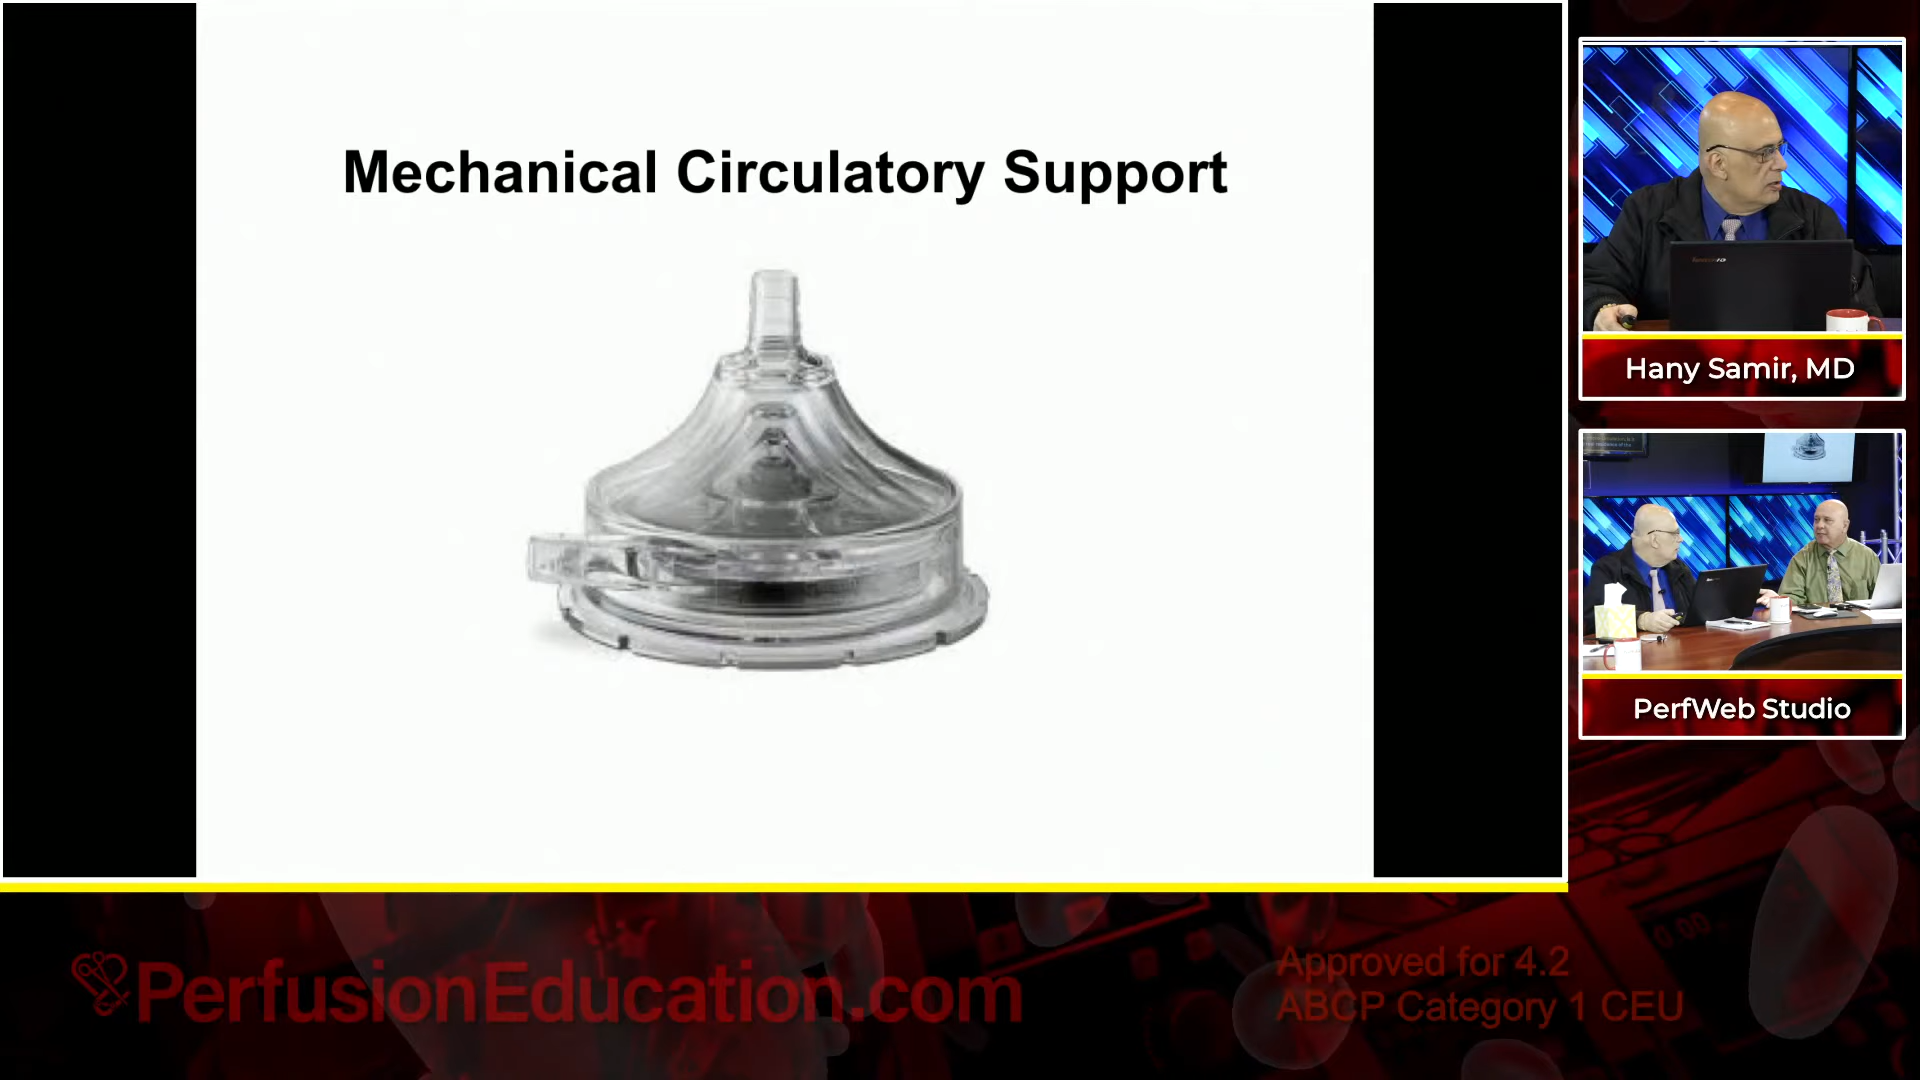 Mechanical Circulatory Support
Hany Samir, MD
PerfWeb Studio
PerfusionEducation.com
Approved for 4.2
ABCP Category 1 CEU